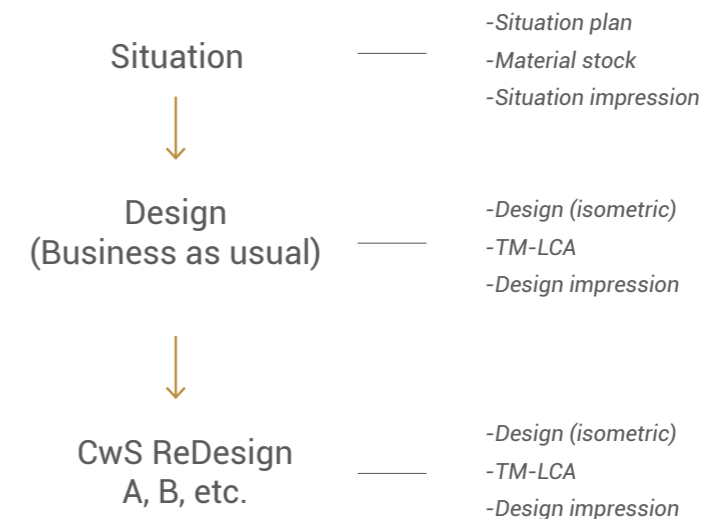 Situation
-Situation plan
-Material stock
-Situation impression
Design
(Business as usual)
-Design (isometric)
-TM-LCA
-Design impression
CwS ReDesign
A, B, etc.
-Design (isometric)
-TM-LCA
-Design impression